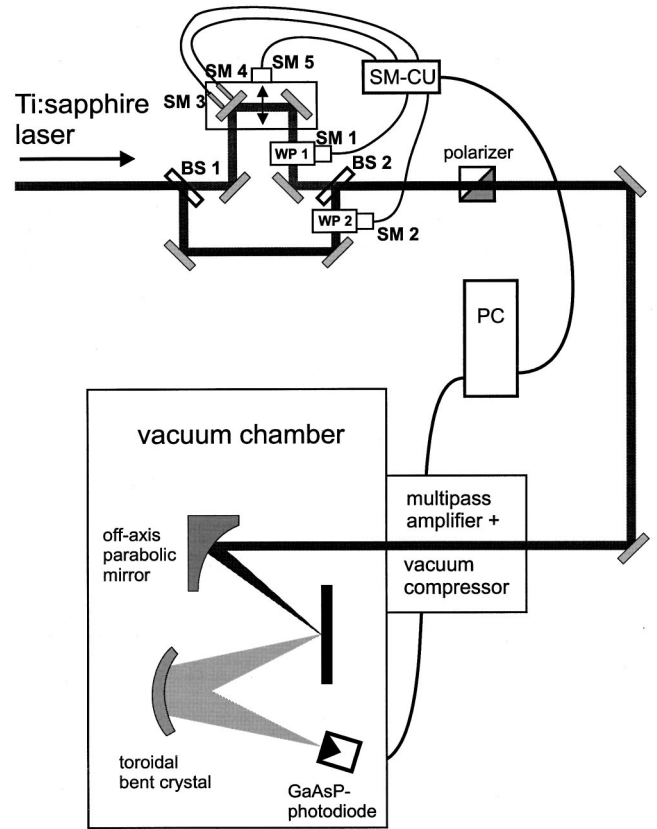 SM 4
SM 5
SM-CU
SM 3
Ti:sapphire
laser
SM 1
WP 1
BS 1
BS 2
polarizer
WP 2
SM 2
PC
vacuum chamber
multipass
amplifier +
vacuum
compressor
off-axis
parabolic
mirror
toroidal
bent crystal
GaAsP-
photodiode